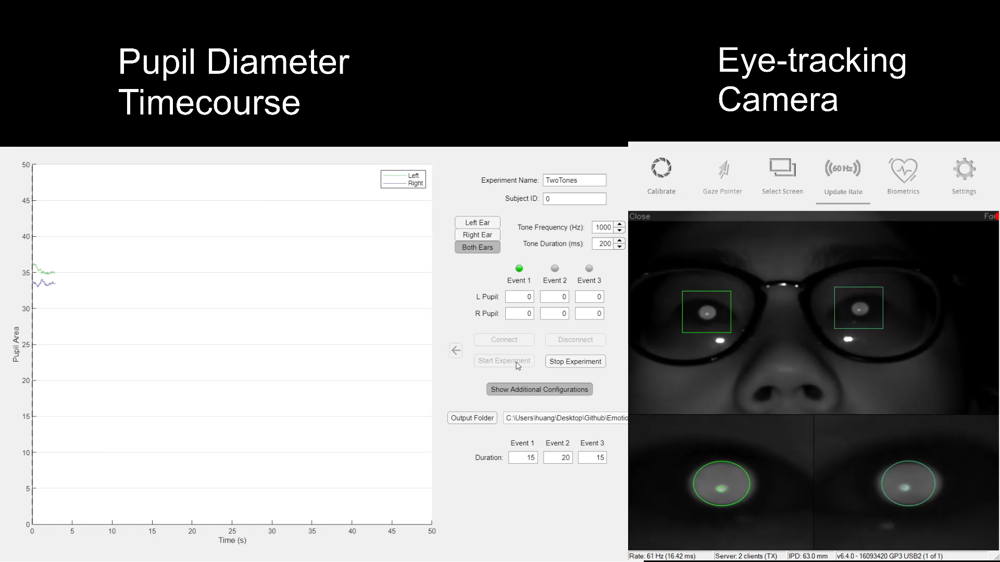 Pupil Diameter
Timecourse
Eye-tracking
Camera
50
45
40
35
30
25
20
15
10
5
0
Pupil Area
0 5 10 15 20 25 30 35 40 45 50
Time (s)
Left
Right
Experiment Name: TwoTones
Subject ID: 0
Left Ear
Right Ear
Both Ears
Tone Frequency (Hz): 1000
Tone Duration (ms): 200
Event 1 Event 2 Event 3
L Pupil: 0 0 0
R Pupil: 0 0 0
Connect Disconnect
Start Experiment Stop Experiment
Show Additional Configurations
Output Folder C:\Users\huang\Desktop\Github\Emotio
Event 1 Event 2 Event 3
Duration: 15 20 15
60 Hz
Calibrate Gaze Pointer Select Screen Update Rate Biometrics Settings
Close Far
Rate: 61 Hz (16.42 ms) Server: 2 clients (TX) IPD: 63.0 mm v6.4.0 - 16093420 GP3 USB2 (1 of 1)